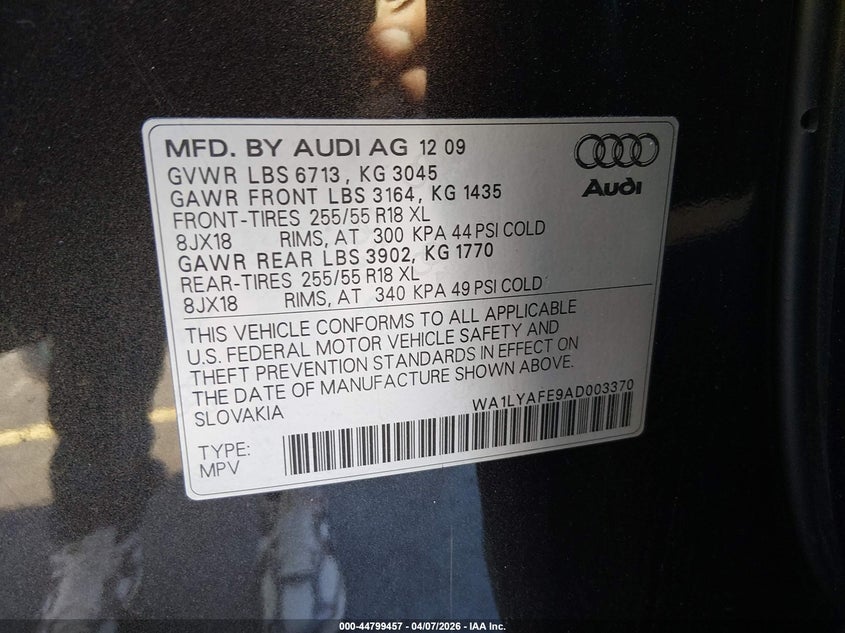 MFD. BY AUDI AG 12 09
GVWR LBS 6713, KG 3045
GAWR FRONT LBS 3164, KG 1435
FRONT-TIRES 255/55 R18 XL
8JX18 RIMS, AT 300 KPA 44 PSI COLD
GAWR REAR LBS 3902, KG 1770
REAR-TIRES 255/55 R18 XL
8JX18 RIMS, AT 340 KPA 49 PSI COLD
Audi
THIS VEHICLE CONFORMS TO ALL APPLICABLE
U.S. FEDERAL MOTOR VEHICLE SAFETY AND
THEFT PREVENTION STANDARDS IN EFFECT ON
THE DATE OF MANUFACTURE SHOWN ABOVE.
SLOVAKIA
WA1LYAFE9AD003370
TYPE:
MPV
000-44799457 - 04/07/2026 - IAA Inc.